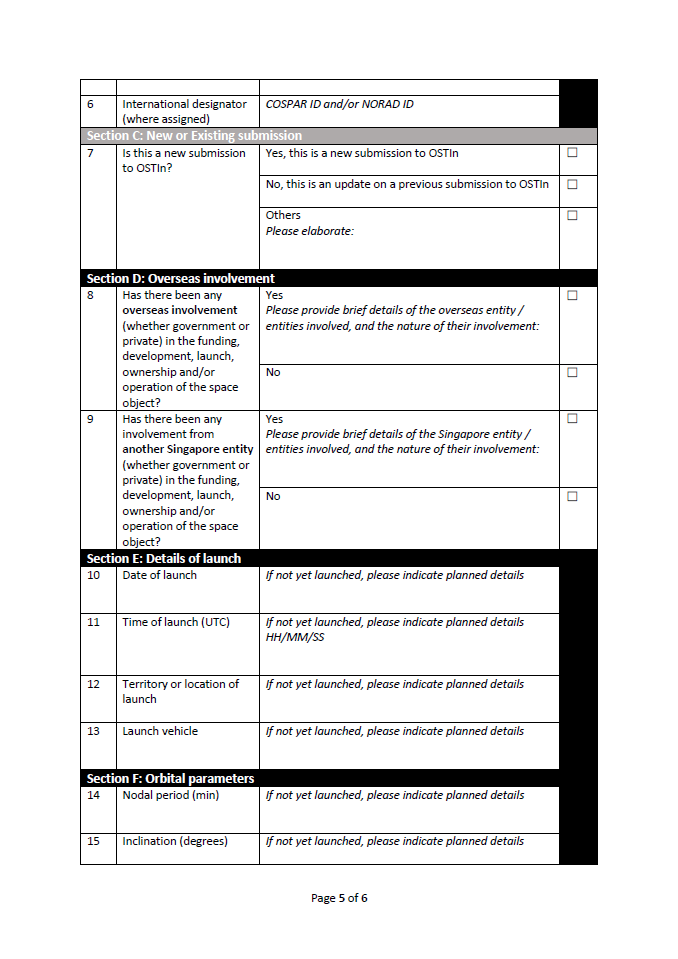 6 International designator COSPAR ID and/or NORAD ID
(where assigned)
Section C: New or Existing submission
7 Is this a new submission Yes, this is a new submission to OSTIn ☐
to OSTIn?
No, this is an update on a previous submission to OSTIn ☐
Others ☐
Please elaborate:
Section D: Overseas involvement
8 Has there been any Yes ☐
overseas involvement Please provide brief details of the overseas entity /
(whether government or entities involved, and the nature of their involvement:
private) in the funding,
development, launch,
ownership and/or No ☐
operation of the space
object?
9 Has there been any Yes ☐
involvement from Please provide brief details of the Singapore entity /
another Singapore entity entities involved, and the nature of their involvement:
(whether government or
private) in the funding,
development, launch, No ☐
ownership and/or
operation of the space
object?
Section E: Details of launch
10 Date of launch If not yet launched, please indicate planned details
11 Time of launch (UTC) If not yet launched, please indicate planned details
HH/MM/SS
12 Territory or location of If not yet launched, please indicate planned details
launch
13 Launch vehicle If not yet launched, please indicate planned details
Section F: Orbital parameters
14 Nodal period (min) If not yet launched, please indicate planned details
15 Inclination (degrees) If not yet launched, please indicate planned details
Page 5 of 6